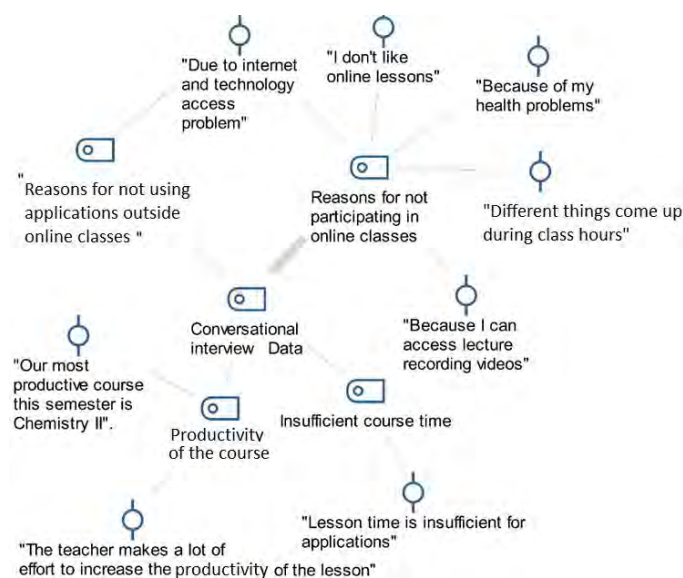 "Due to internet
and technology
access
problem"
"I don't like
online lessons"
"Because of my
health problems"
"Reasons for not using
applications outside
online classes "
Reasons for not
participating in
online classes
"Different things come up
during class hours"
Conversational
interview Data
"Because I can
access lecture
recording videos"
"Our most
productive course
this semester is
Chemistry II".
Productivity
of the course
Insufficient course time
"Lesson time is insufficient for
applications"
"The teacher makes a lot of
effort to increase the productivity of the lesson"